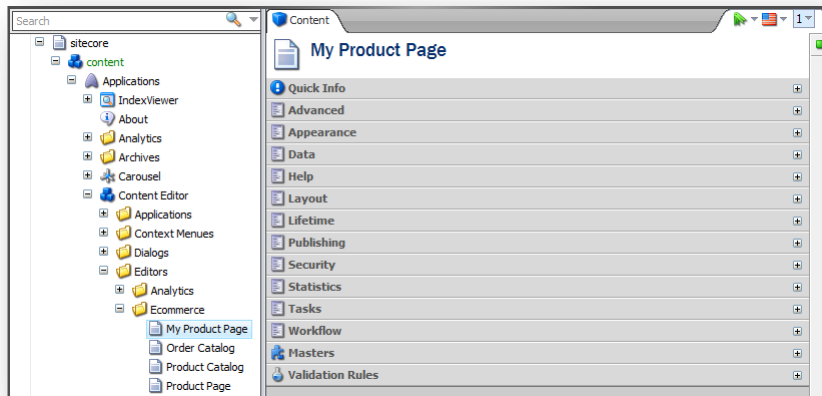 Search
sitecore
content
Applications
IndexViewer
About
Analytics
Archives
Carousel
Content Editor
Applications
Context Menues
Dialogs
Editors
Analytics
Ecommerce
My Product Page
Order Catalog
Product Catalog
Product Page
Content
1
My Product Page
Quick Info
Advanced
Appearance
Data
Help
Layout
Lifetime
Publishing
Security
Statistics
Tasks
Workflow
Masters
Validation Rules